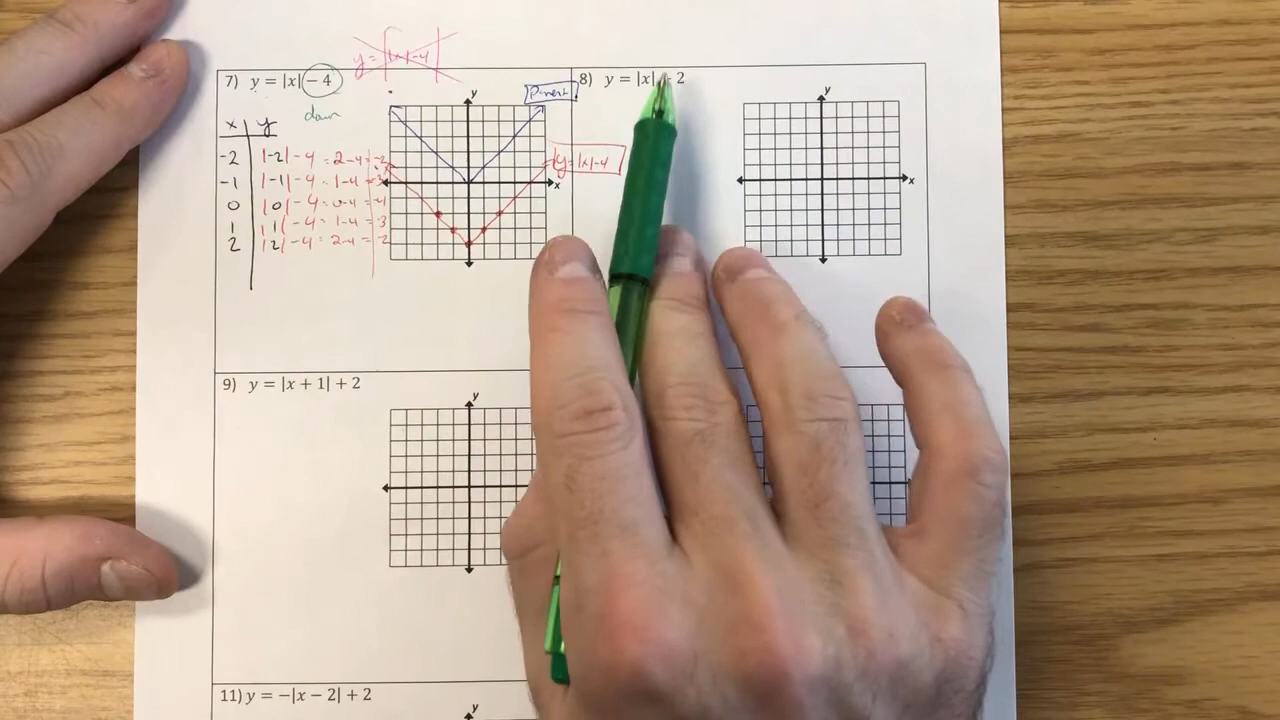 y = |x|-4|
7) y = |x| - 4
down
Parent
8) y = |x| + 2
x y
-2 |-2|-4 = 2-4 = -2
-1 |-1|-4 = 1-4 = -3
0 |0|-4 = 0-4 = -4
1 |1|-4 = 1-4 = -3
2 |2|-4 = 2-4 = -2
y = |x|-4
y
x
y
x
9) y = |x + 1| + 2
y
11) y = -|x - 2| + 2
y